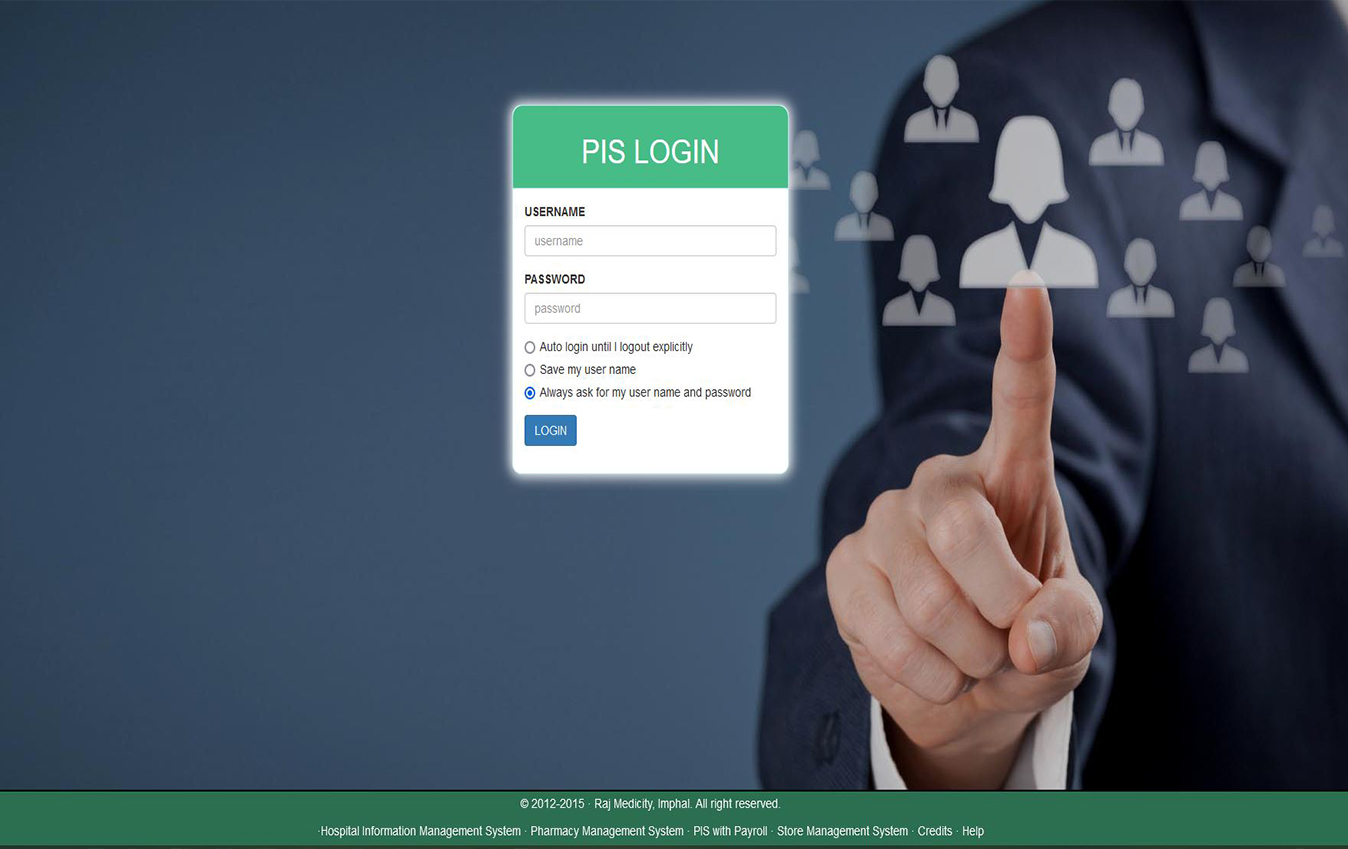 PIS LOGIN
USERNAME
username
PASSWORD
password
Auto login until I logout explicitly
Save my user name
Always ask for my user name and password
LOGIN
© 2012-2015 · Raj Medicity, Imphal. All right reserved.
·Hospital Information Management System · Pharmacy Management System · PIS with Payroll · Store Management System · Credits · Help